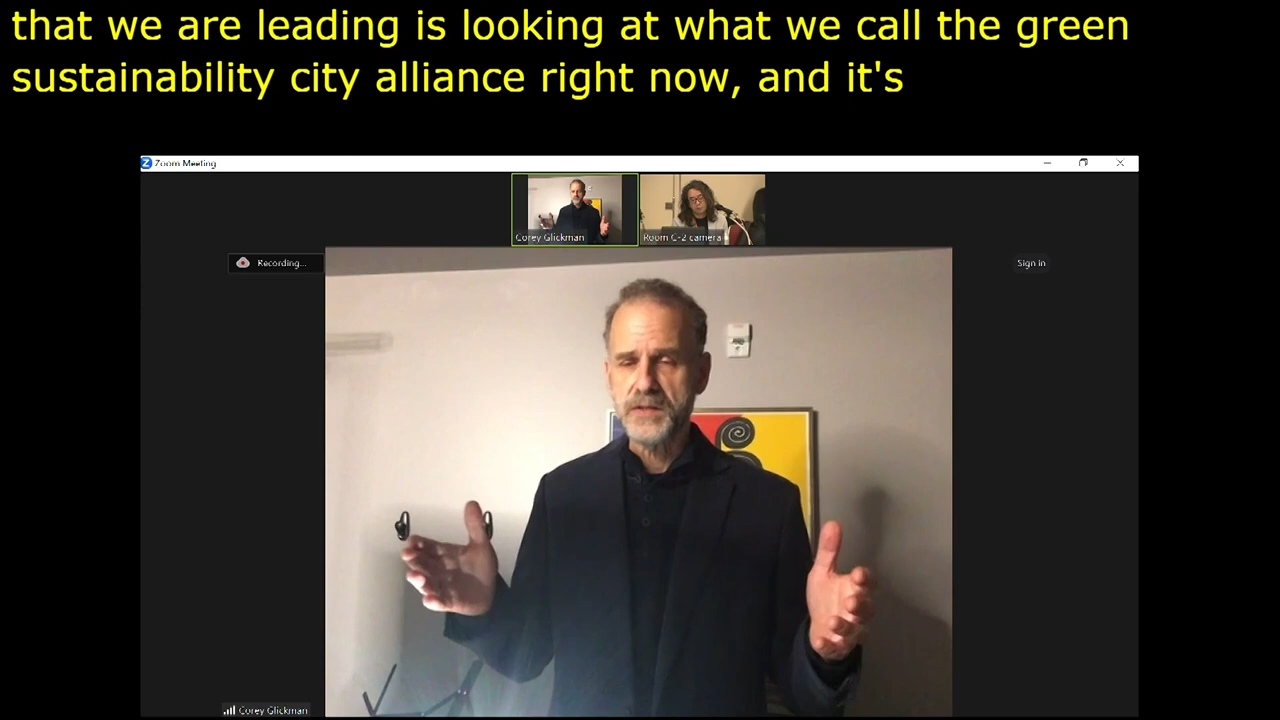 that we are leading is looking at what we call the green
sustainability city alliance right now, and it's
Zoom Meeting
Corey Glickman
Room C-2 camera
Recording...
Sign in
Corey Glickman